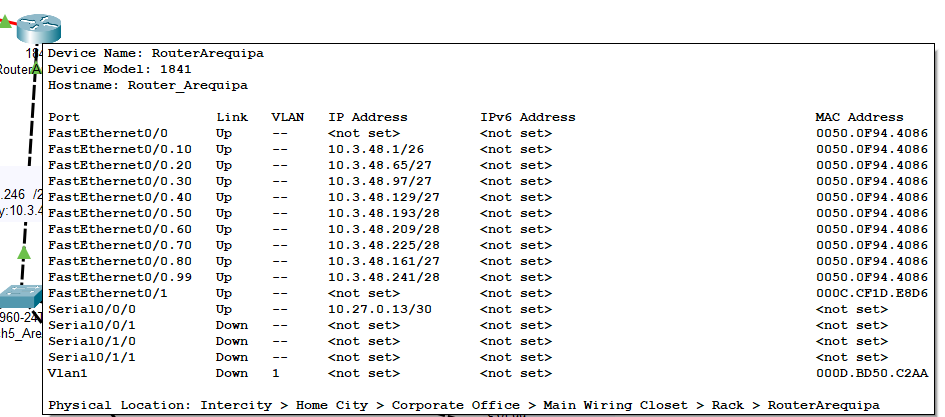 184
RouterA
.246 /2
y:10.3.4
960-24
h5_Are
Device Name: RouterArequipa
Device Model: 1841
Hostname: Router_Arequipa
Port Link VLAN IP Address IPv6 Address MAC Address
FastEthernet0/0 Up -- <not set> <not set> 0050.0F94.4086
FastEthernet0/0.10 Up -- 10.3.48.1/26 <not set> 0050.0F94.4086
FastEthernet0/0.20 Up -- 10.3.48.65/27 <not set> 0050.0F94.4086
FastEthernet0/0.30 Up -- 10.3.48.97/27 <not set> 0050.0F94.4086
FastEthernet0/0.40 Up -- 10.3.48.129/27 <not set> 0050.0F94.4086
FastEthernet0/0.50 Up -- 10.3.48.193/28 <not set> 0050.0F94.4086
FastEthernet0/0.60 Up -- 10.3.48.209/28 <not set> 0050.0F94.4086
FastEthernet0/0.70 Up -- 10.3.48.225/28 <not set> 0050.0F94.4086
FastEthernet0/0.80 Up -- 10.3.48.161/27 <not set> 0050.0F94.4086
FastEthernet0/0.99 Up -- 10.3.48.241/28 <not set> 0050.0F94.4086
FastEthernet0/1 Up -- <not set> <not set> 000C.CF1D.E8D6
Serial0/0/0 Up -- 10.27.0.13/30 <not set> <not set>
Serial0/0/1 Down -- <not set> <not set> <not set>
Serial0/1/0 Down -- <not set> <not set> <not set>
Serial0/1/1 Down -- <not set> <not set> <not set>
Vlan1 Down 1 <not set> <not set> 000D.BD50.C2AA
Physical Location: Intercity > Home City > Corporate Office > Main Wiring Closet > Rack > RouterArequipa